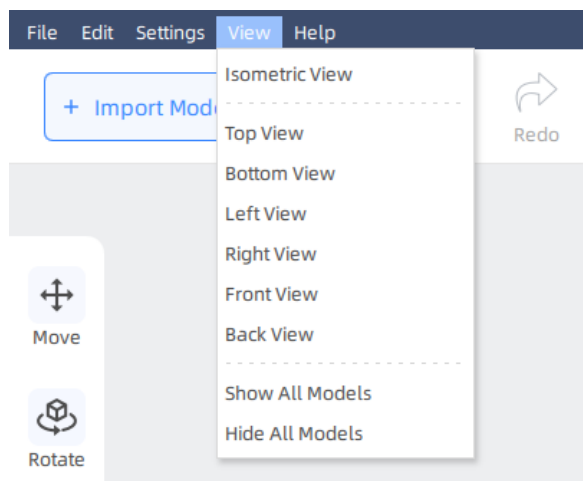 File Edit Settings View Help
+ Import Mod
Redo
Isometric View
Top View
Bottom View
Left View
Right View
Front View
Back View
Show All Models
Hide All Models
Move
Rotate